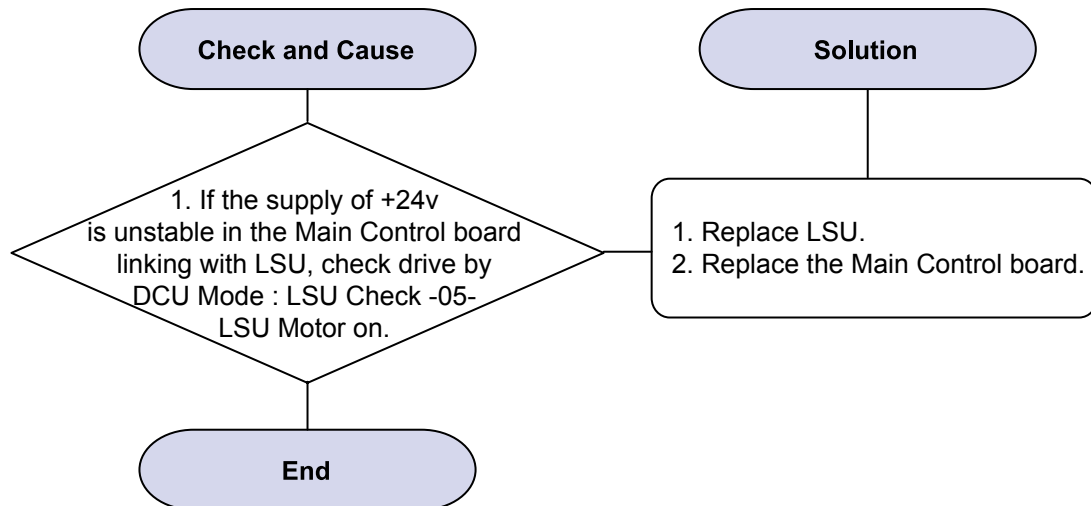 Check and Cause
Solution
1. If the supply of +24v
is unstable in the Main Control board
linking with LSU, check drive by
DCU Mode : LSU Check -05-
LSU Motor on.
1. Replace LSU.
2. Replace the Main Control board.
End